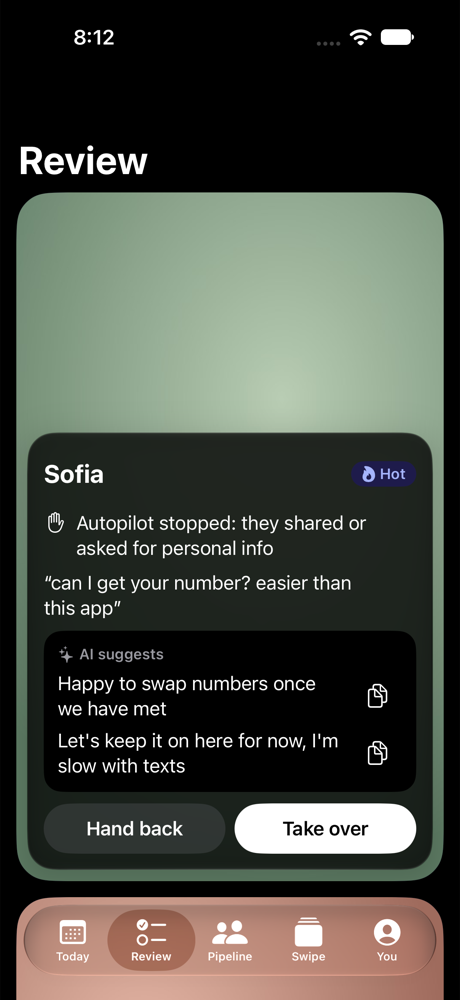 8:12
Review
Sofia
Hot
Autopilot stopped: they shared or
asked for personal info
“can I get your number? easier than
this app”
AI suggests
Happy to swap numbers once
we have met
Let's keep it on here for now, I'm
slow with texts
Hand back
Take over
Today
Review
Pipeline
Swipe
You